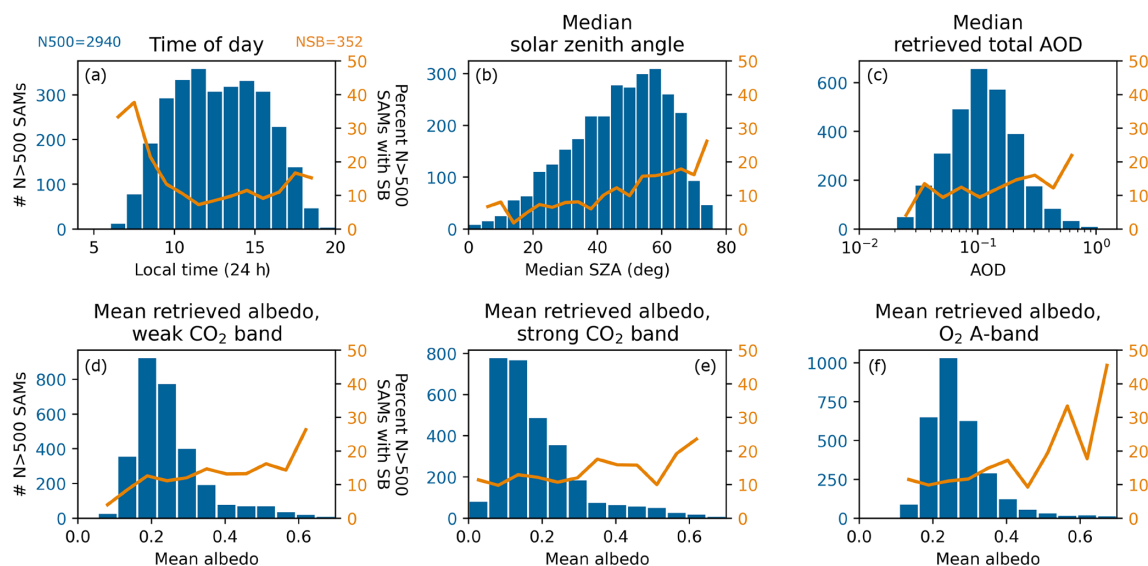 N500=2940
Time of day
NSB=352
Median
solar zenith angle
Median
retrieved total AOD
(a)
# N>500 SAMs
0
100
200
300
5
10
15
20
Local time (24 h)
0
10
20
30
40
50
Percent N>500
SAMs with SB
(b)
0
50
100
150
200
250
300
0
20
40
60
80
Median SZA (deg)
0
10
20
30
40
50
(c)
0
200
400
600
10⁻²
10⁻¹
10⁰
AOD
0
10
20
30
40
50
Mean retrieved albedo,
weak CO₂ band
Mean retrieved albedo,
strong CO₂ band
Mean retrieved albedo,
O₂ A-band
(d)
# N>500 SAMs
0
200
400
600
800
0.0
0.2
0.4
0.6
Mean albedo
0
10
20
30
40
50
Percent N>500
SAMs with SB
(e)
0
200
400
600
800
0.0
0.2
0.4
0.6
Mean albedo
0
10
20
30
40
50
(f)
0
250
500
750
1000
0.0
0.2
0.4
0.6
Mean albedo
0
10
20
30
40
50